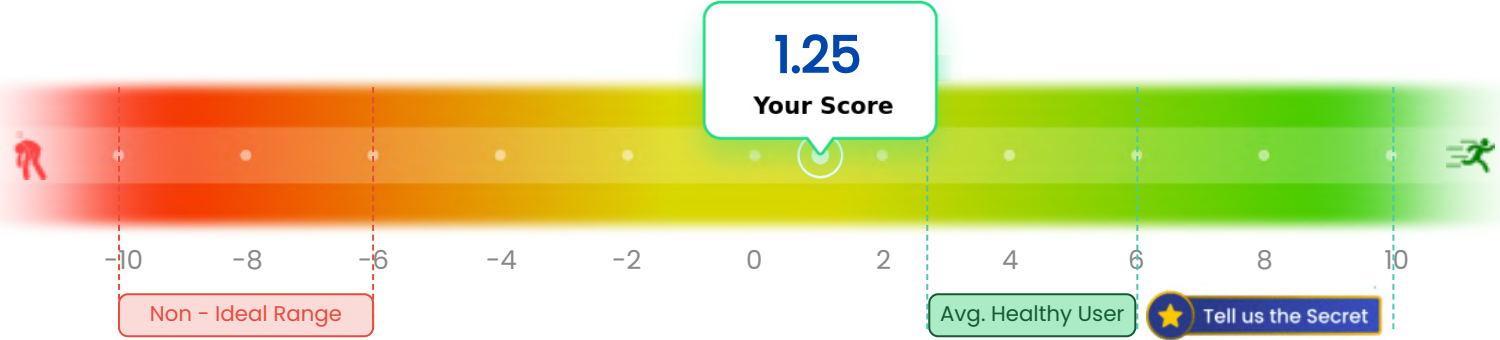 1.25
Your Score
-10 -8 -6 -4 -2 0 2 4 6 8 10
Non - Ideal Range Avg. Healthy User Tell us the Secret